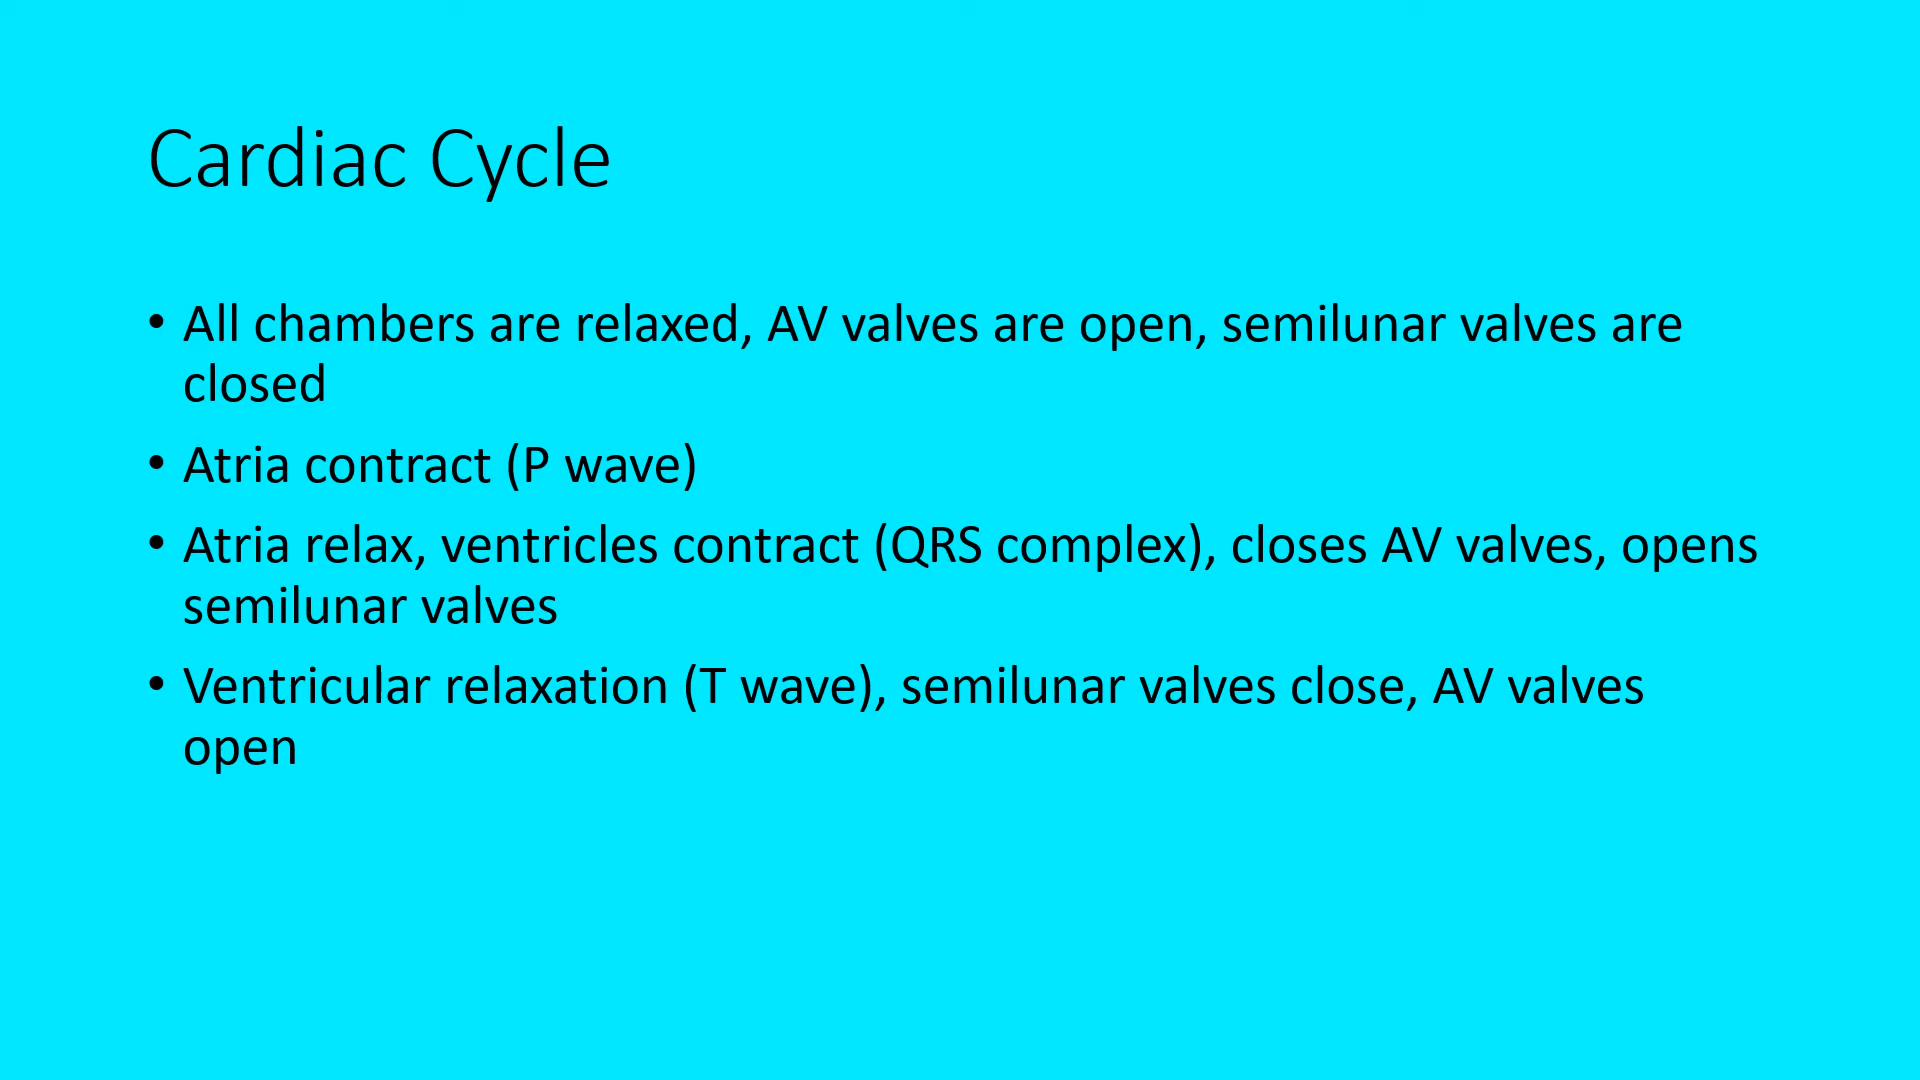 Cardiac Cycle
• All chambers are relaxed, AV valves are open, semilunar valves are
closed
• Atria contract (P wave)
• Atria relax, ventricles contract (QRS complex), closes AV valves, opens
semilunar valves
• Ventricular relaxation (T wave), semilunar valves close, AV valves
open